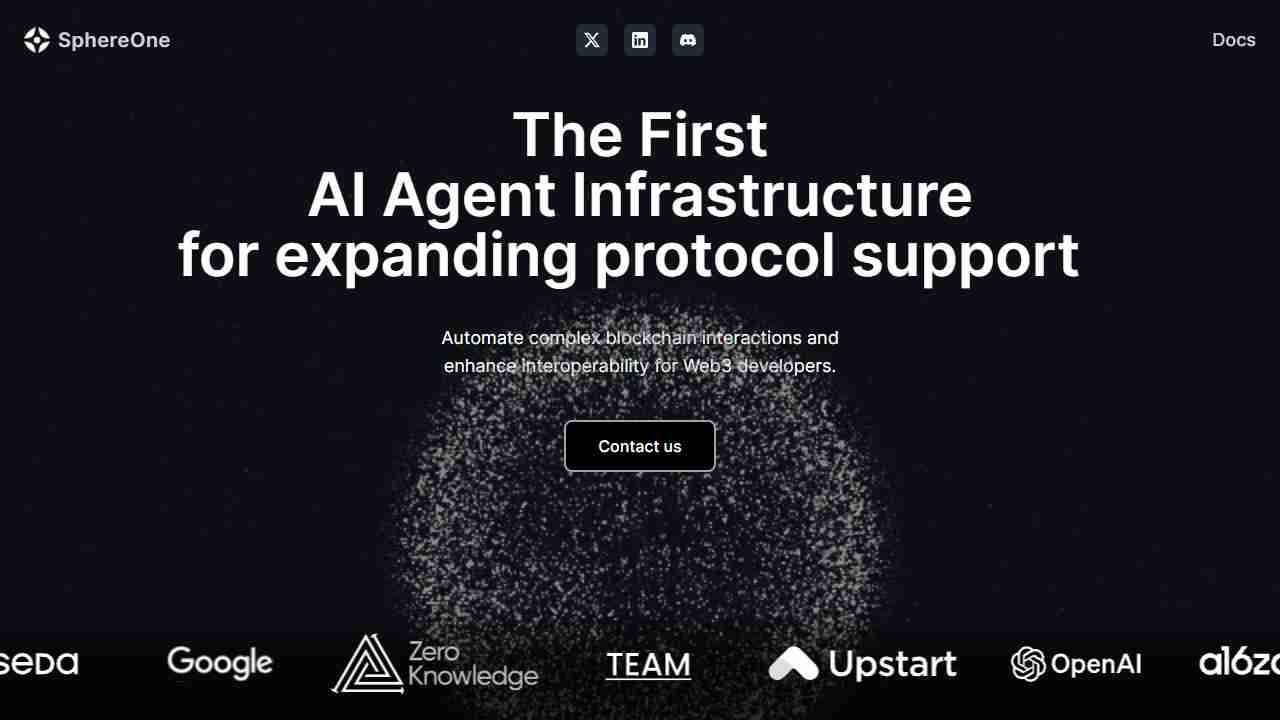 SphereOne
Docs
The First
AI Agent Infrastructure
for expanding protocol support
Automate complex blockchain interactions and
enhance interoperability for Web3 developers.
Contact us
seDa
Google
Zero
Knowledge
TEAM
Upstart
OpenAI